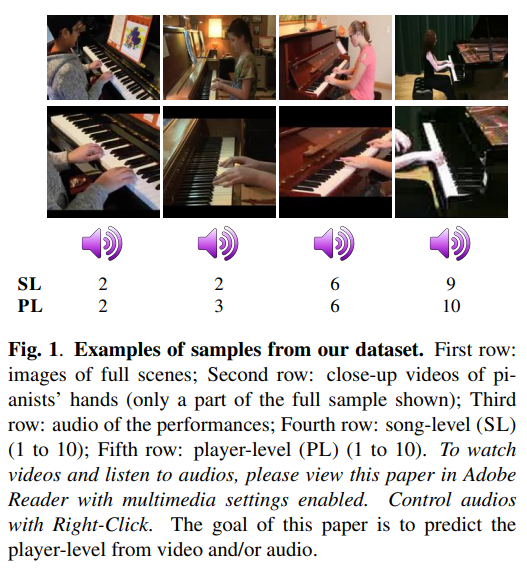 SL 2 2 6 9
PL 2 3 6 10
Fig. 1. Examples of samples from our dataset. First row:
images of full scenes; Second row: close-up videos of pi-
anists' hands (only a part of the full sample shown); Third
row: audio of the performances; Fourth row: song-level (SL)
(1 to 10); Fifth row: player-level (PL) (1 to 10). To watch
videos and listen to audios, please view this paper in Adobe
Reader with multimedia settings enabled. Control audios
with Right-Click. The goal of this paper is to predict the
player-level from video and/or audio.